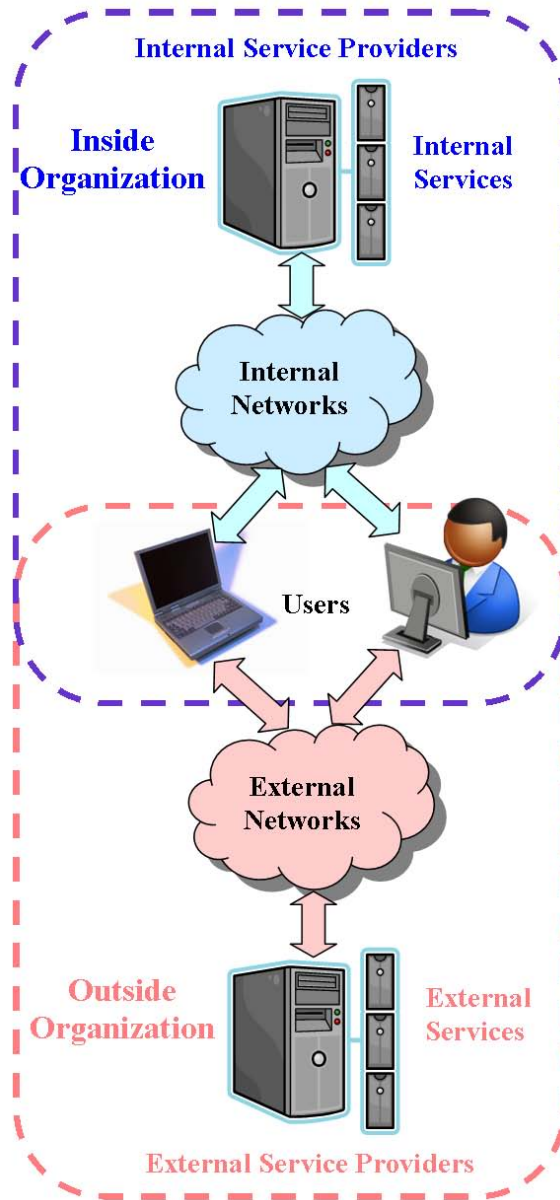 Internal Service Providers
Inside
Organization
Internal
Services
Internal
Networks
Users
External
Networks
Outside
Organization
External
Services
External Service Providers